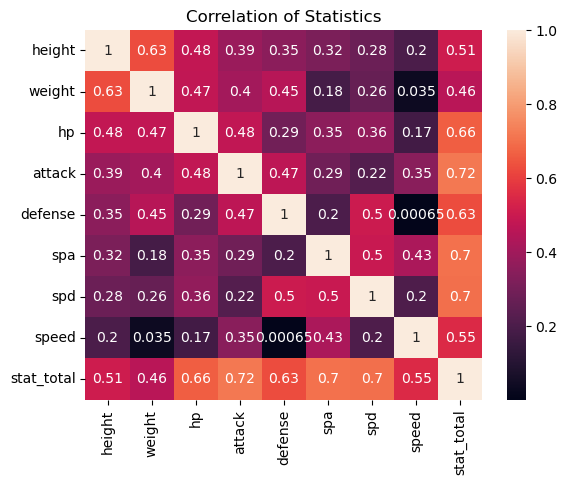 Correlation of Statistics
height 1 0.63 0.48 0.39 0.35 0.32 0.28 0.2 0.51
weight 0.63 1 0.47 0.4 0.45 0.18 0.26 0.035 0.46
hp 0.48 0.47 1 0.48 0.29 0.35 0.36 0.17 0.66
attack 0.39 0.4 0.48 1 0.47 0.29 0.22 0.35 0.72
defense 0.35 0.45 0.29 0.47 1 0.2 0.5 0.00065 0.63
spa 0.32 0.18 0.35 0.29 0.2 1 0.5 0.43 0.7
spd 0.28 0.26 0.36 0.22 0.5 0.5 1 0.2 0.7
speed 0.2 0.035 0.17 0.35 0.00065 0.43 0.2 1 0.55
stat_total 0.51 0.46 0.66 0.72 0.63 0.7 0.7 0.55 1
height weight hp attack defense spa spd speed stat_total
1.0
0.8
0.6
0.4
0.2